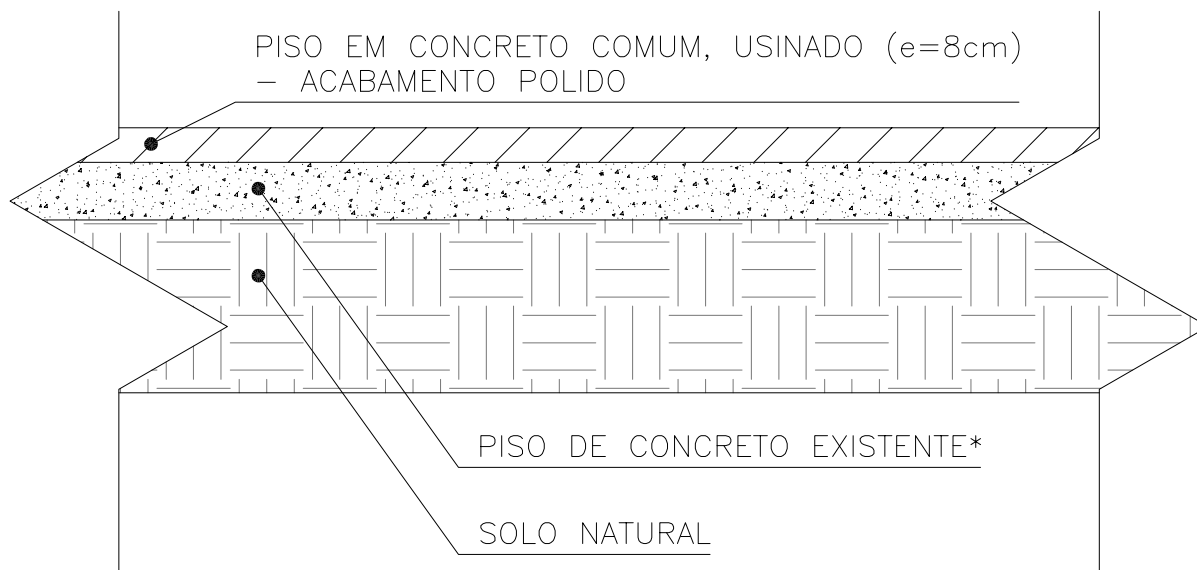 PISO EM CONCRETO COMUM, USINADO (e=8cm)
– ACABAMENTO POLIDO
PISO DE CONCRETO EXISTENTE*
SOLO NATURAL